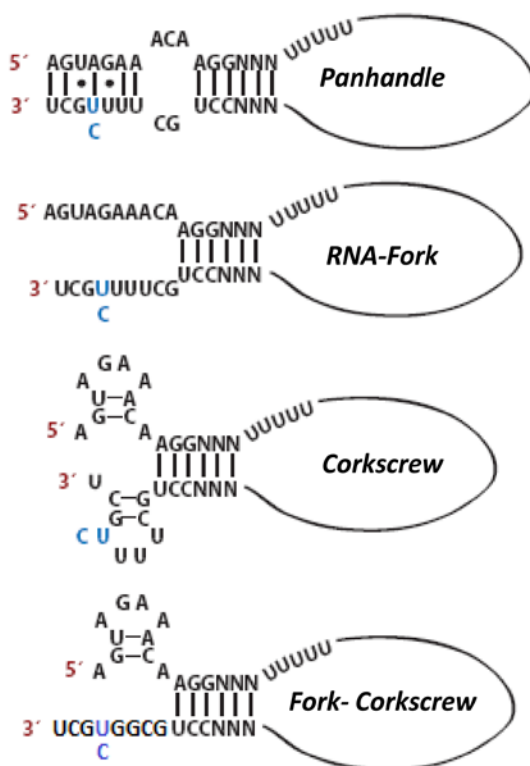 ACA
5´ AGUAGAA AGGNNN UUUUU
Panhandle
3´ UCGUUUU UCCNNN
C CG
5´ AGUAGAAACA AGGNNN UUUUU
RNA-Fork
UCCNNN
3´ UCGUUUUCG
C
G A
A A
U–A
G–C
5´ A A AGGNNN UUUUU
Corkscrew
3´ U UCCNNN
C–G
G C
C U U
U U U
G A
A A
U–A
G–C
5´ A A AGGNNN UUUUU
Fork- Corkscrew
3´ UCGUGGCG UCCNNN
C